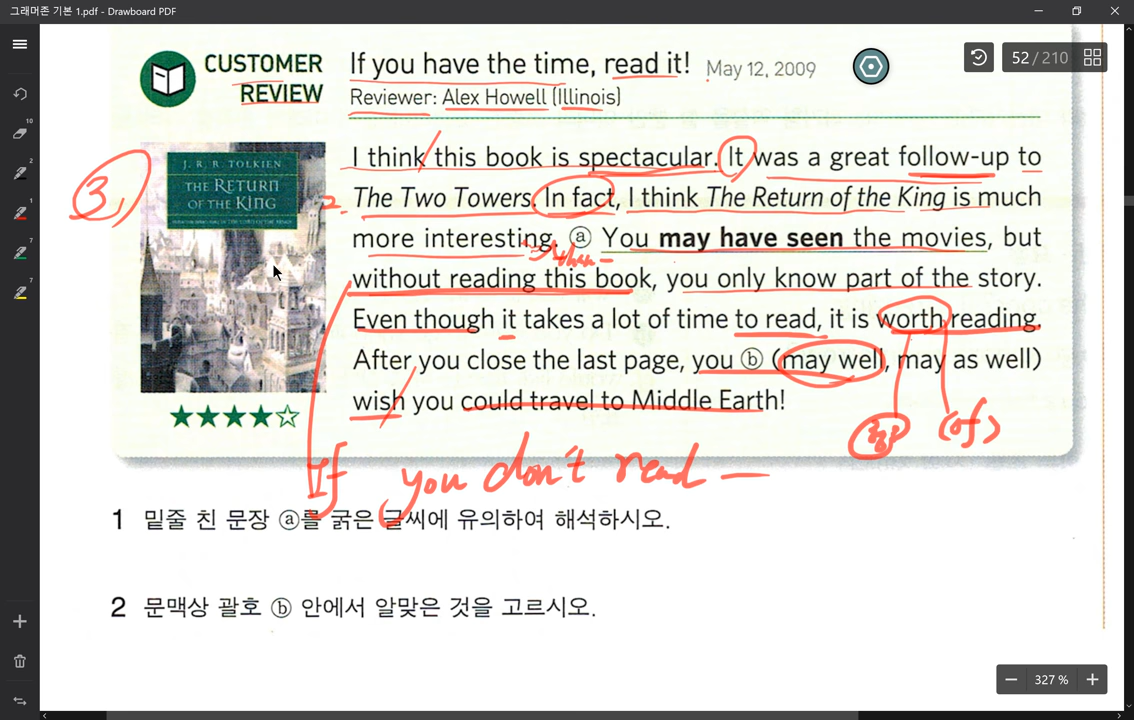 그래머존 기본 1.pdf - Drawboard PDF
52 / 210
CUSTOMER
REVIEW
If you have the time, read it!
May 12, 2009
Reviewer: Alex Howell (Illinois)
10
2
1
7
7
3,
J. R. R. TOLKIEN
THE RETURN
OF THE KING
I think this book is spectacular. It was a great follow-up to
The Two Towers. In fact, I think The Return of the King is much
more interesting. ⓐ You may have seen the movies, but
than
without reading this book, you only know part of the story.
Even though it takes a lot of time to read, it is worth reading.
After you close the last page, you ⓑ (may well, may as well)
wish you could travel to Middle Earth!
(of)
If you don't read —
1 밑줄 친 문장 ⓐ를 굵은 글씨에 유의하여 해석하시오.
2 문맥상 괄호 ⓑ 안에서 알맞은 것을 고르시오.
327 %